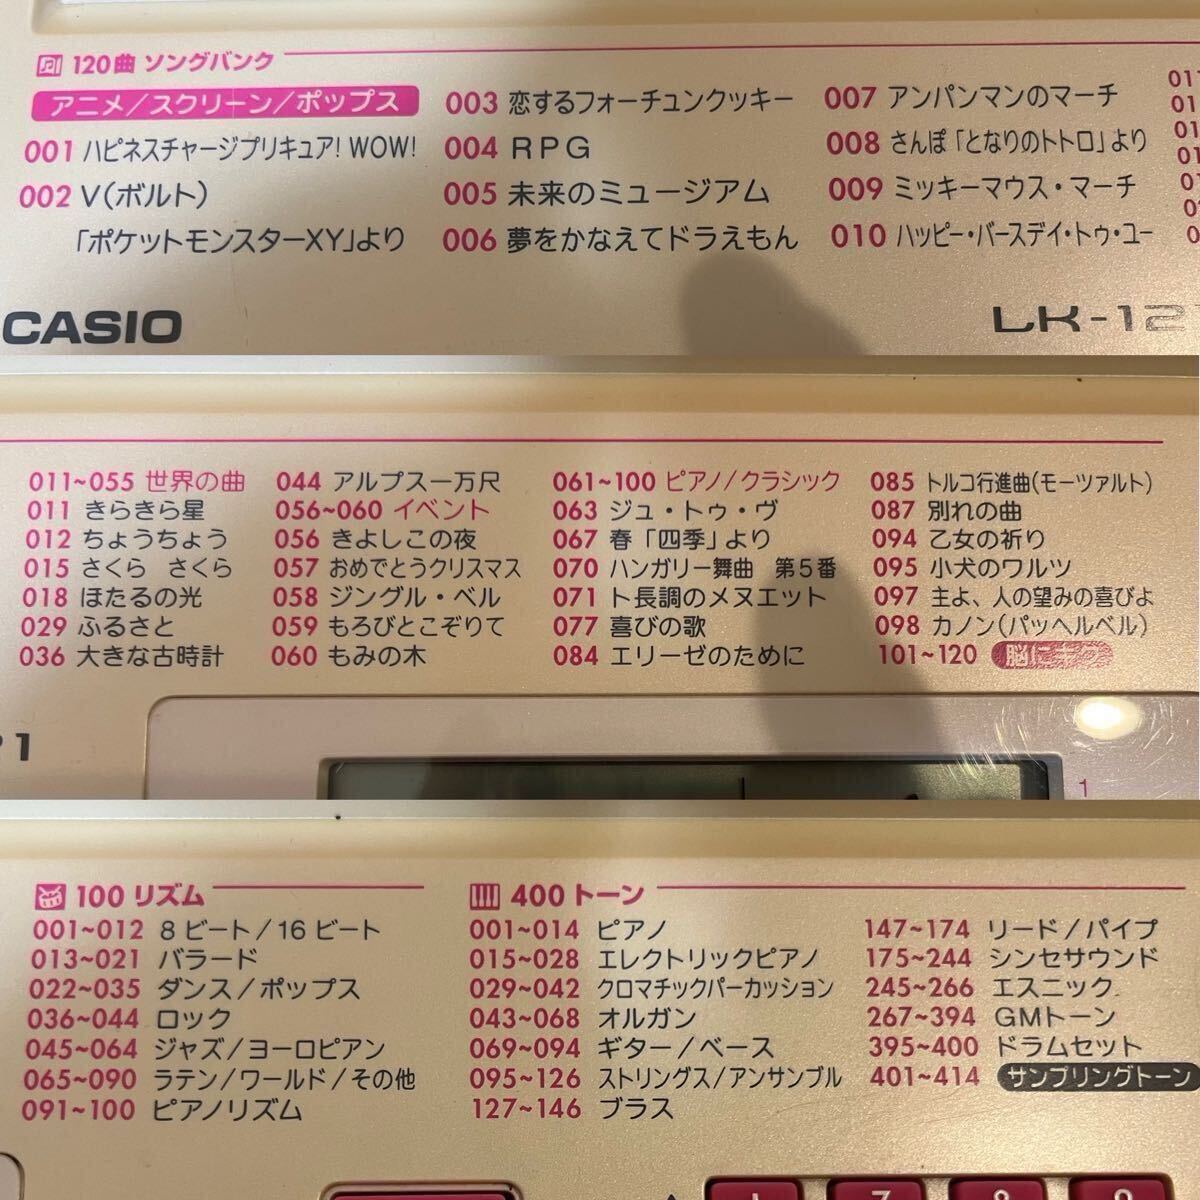 120曲 ソングバンク
アニメ/スクリーン/ポップス
001 ハピネスチャージプリキュア! WOW!
002 V(ボルト)
「ポケットモンスターXY」より
003 恋するフォーチュンクッキー
004 RPG
005 未来のミュージアム
006 夢をかなえてドラえもん
007 アンパンマンのマーチ
008 さんぽ「となりのトトロ」より
009 ミッキーマウス・マーチ
010 ハッピー・バースデイ・トゥ・ユー
CASIO
LK-12
011~055 世界の曲
011 きらきら星
012 ちょうちょう
015 さくら さくら
018 ほたるの光
029 ふるさと
036 大きな古時計
044 アルプス一万尺
056~060 イベント
056 きよしこの夜
057 おめでとうクリスマス
058 ジングル・ベル
059 もろびとこぞりて
060 もみの木
061~100 ピアノ/クラシック
063 ジュ・トゥ・ヴ
067 春「四季」より
070 ハンガリー舞曲 第5番
071 ト長調のメヌエット
077 喜びの歌
084 エリーゼのために
085 トルコ行進曲(モーツァルト)
087 別れの曲
094 乙女の祈り
095 小犬のワルツ
097 主よ、人の望みの喜びよ
098 カノン(パッヘルベル)
101~120
1
1
100 リズム
001~012 8ビート/16ビート
013~021 バラード
022~035 ダンス/ポップス
036~044 ロック
045~064 ジャズ/ヨーロピアン
065~090 ラテン/ワールド/その他
091~100 ピアノリズム
400 トーン
001~014 ピアノ
015~028 エレクトリックピアノ
029~042 クロマチックパーカッション
043~068 オルガン
069~094 ギター/ベース
095~126 ストリングス/アンサンブル
127~146 ブラス
147~174 リード/パイプ
175~244 シンセサウンド
245~266 エスニック
267~394 GMトーン
395~400 ドラムセット
401~414 サンプリングトーン
7 8 9